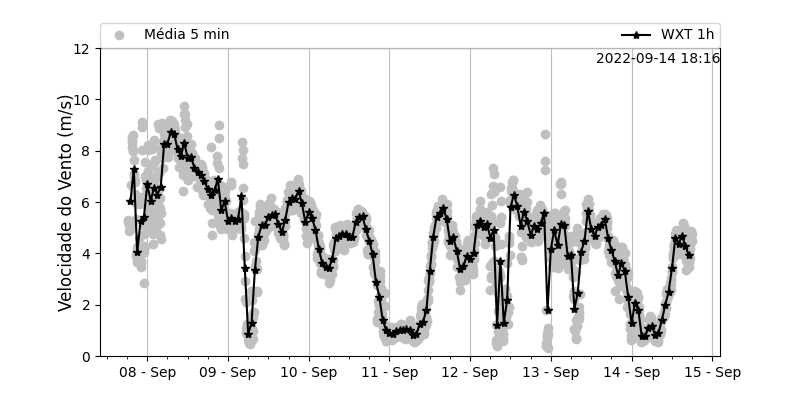 Média 5 min WXT 1h
2022-09-14 18:16
Velocidade do Vento (m/s)
12
10
8
6
4
2
0
08 - Sep 09 - Sep 10 - Sep 11 - Sep 12 - Sep 13 - Sep 14 - Sep 15 - Sep